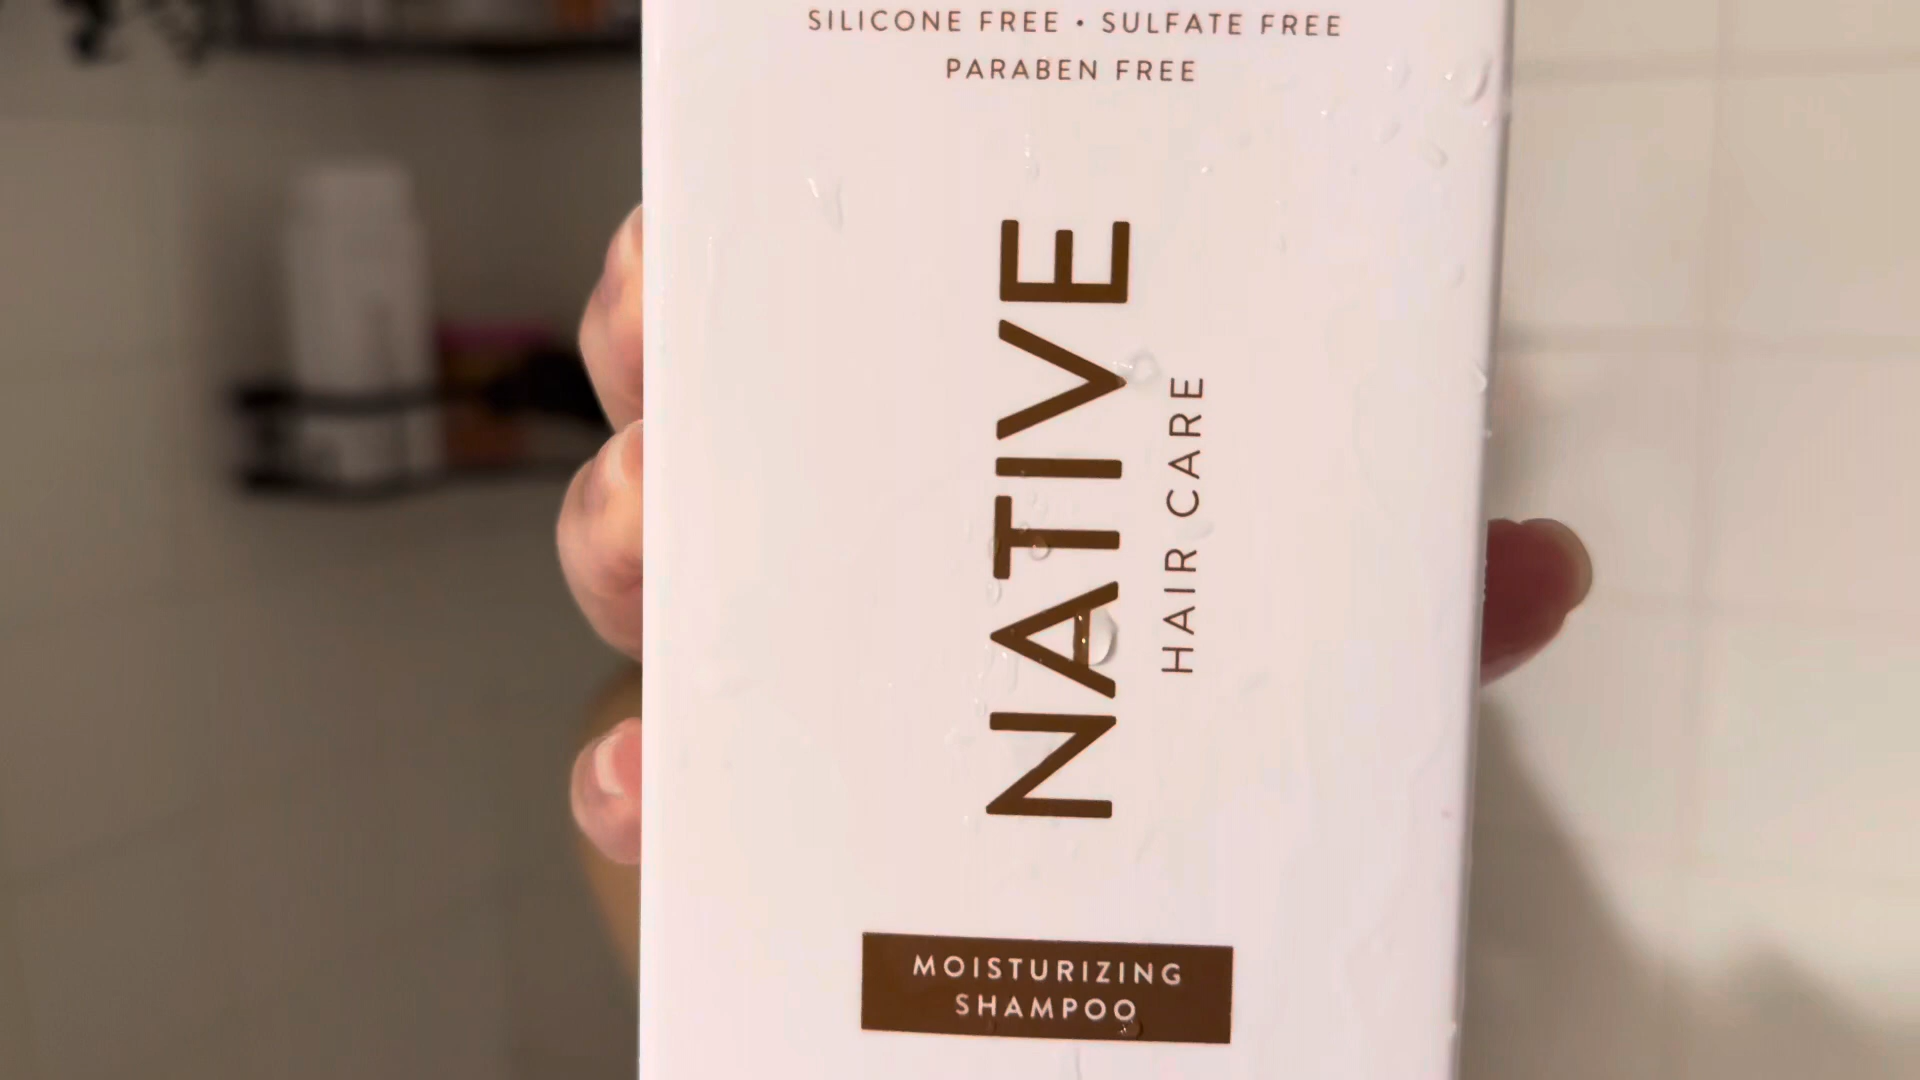 SILICONE FREE • SULFATE FREE
PARABEN FREE
NATIVE
HAIR CARE
MOISTURIZING
SHAMPOO